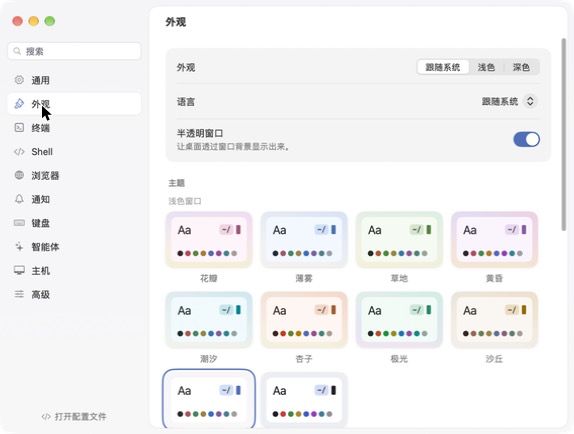 搜索
通用
外观
终端
Shell
浏览器
通知
键盘
智能体
主机
高级
</> 打开配置文件
外观
外观
跟随系统 浅色 深色
语言
跟随系统
半透明窗口
让桌面透过窗口背景显示出来。
主题
浅色窗口
Aa ~/ Aa ~/ Aa ~/ Aa ~/
花瓣 薄雾 草地 黄昏
Aa ~/ Aa ~/ Aa ~/ Aa ~/
潮汐 杏子 极光 沙丘
Aa ~/ Aa ~/